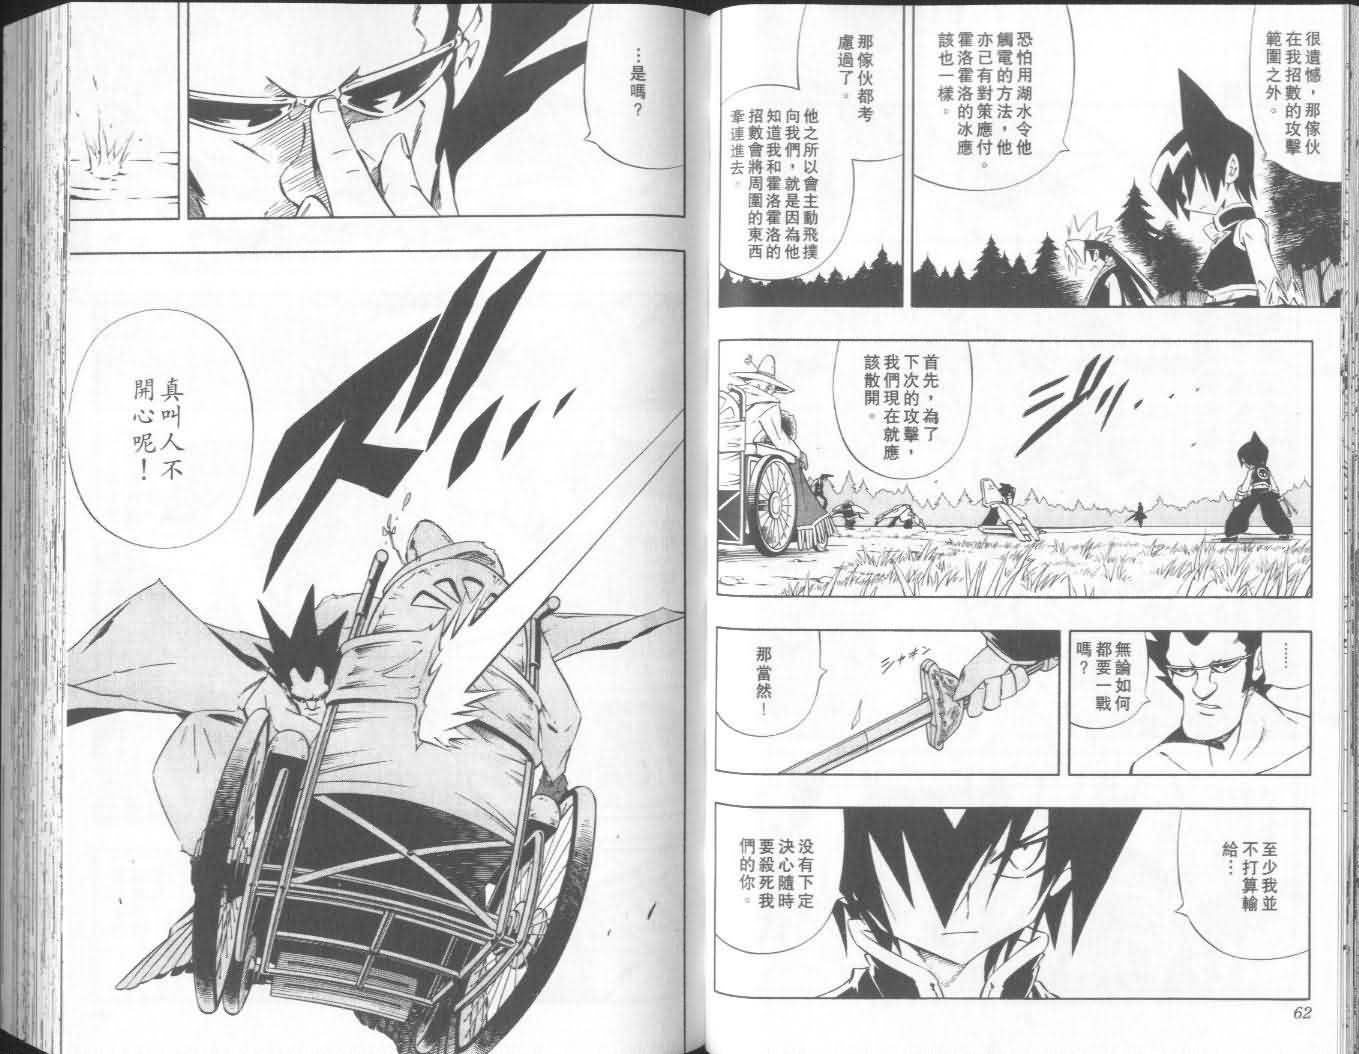 很遺憾，那傢伙
在我招數的攻擊
範圍之外。
恐怕用湖水令他
觸電的方法，他
亦已有對策應付。
霍洛霍洛的冰應
該也一樣。
那傢伙都考
慮過了。
他之所以會主動飛撲
向我們，就是因為他
知道我和霍洛霍洛的
招數會將周圍的東西
牽連進去。
首先，為了
下次的攻擊，
我們現在就應
該散開。
……
無論如何
都要一戰
嗎？
シャキン
那當然！
至少我並
不打算輸
給…
没有下定
決心隨時
要殺死我
們的你。
62
…是嗎？
真叫人不
開心呢！